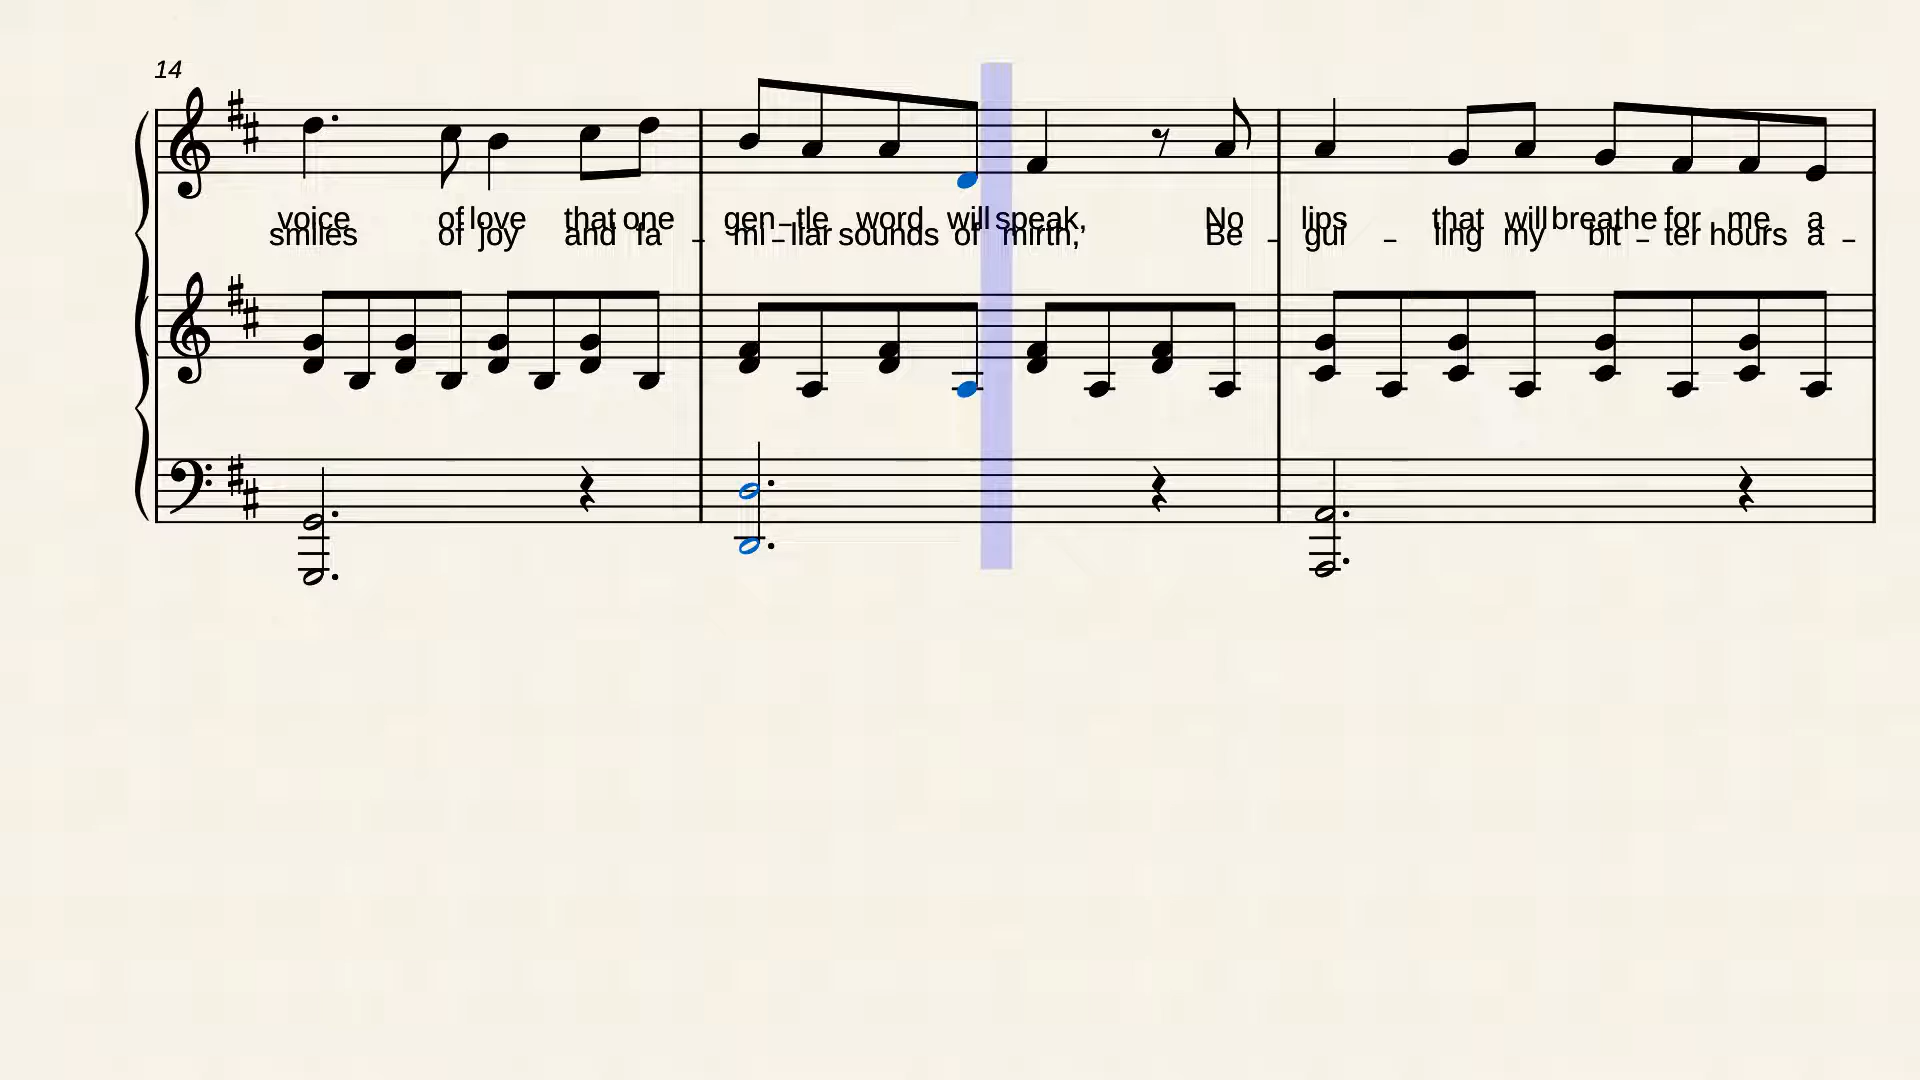 14
voice of love that one gen - tle word will speak, No lips that will breathe for me a
smiles of joy and fa - mi - liar sounds of mirth, Be - gui - ling my bit - ter hours a -